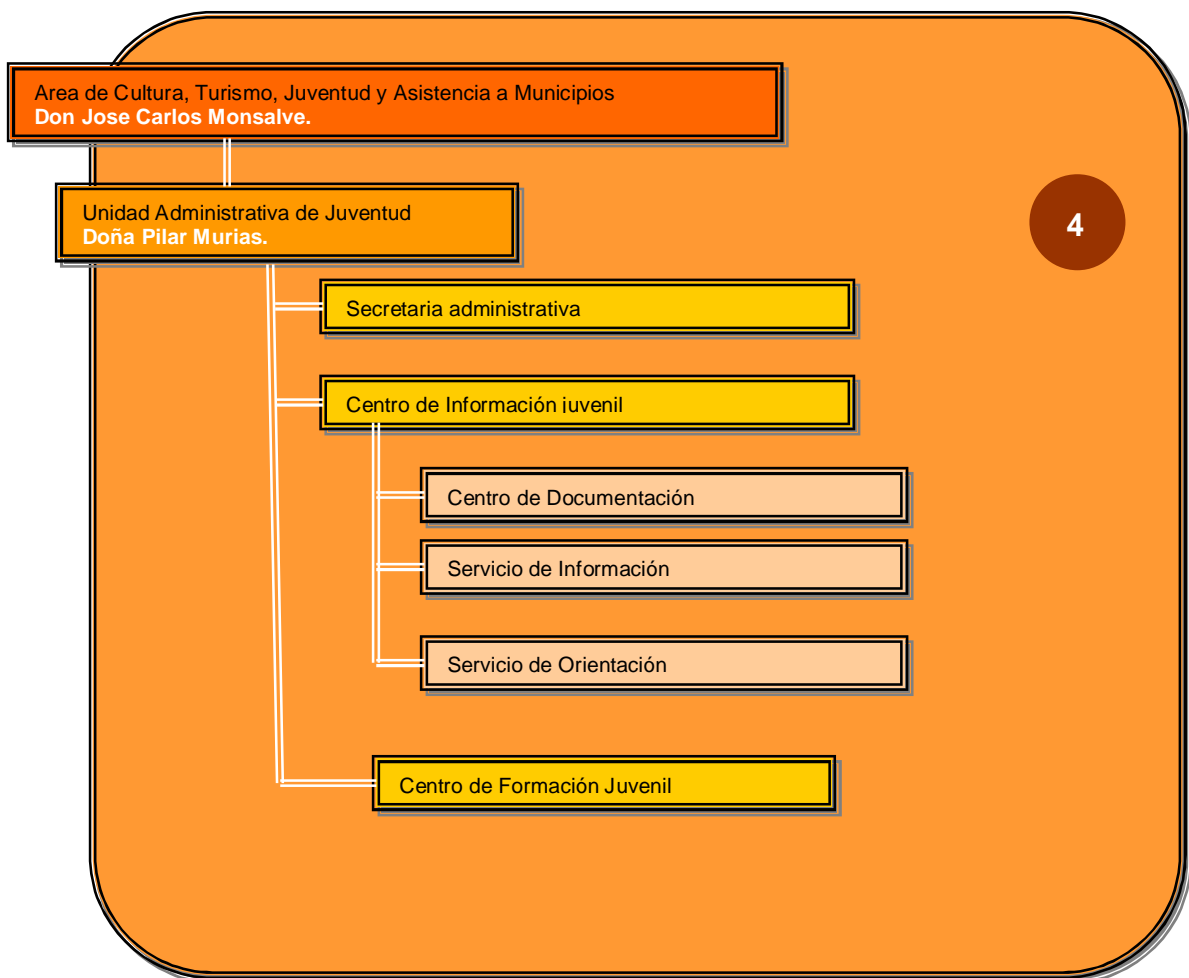 Area de Cultura, Turismo, Juventud y Asistencia a Municipios
Don Jose Carlos Monsalve.
Unidad Administrativa de Juventud
Doña Pilar Murias.
4
Secretaria administrativa
Centro de Información juvenil
Centro de Documentación
Servicio de Información
Servicio de Orientación
Centro de Formación Juvenil